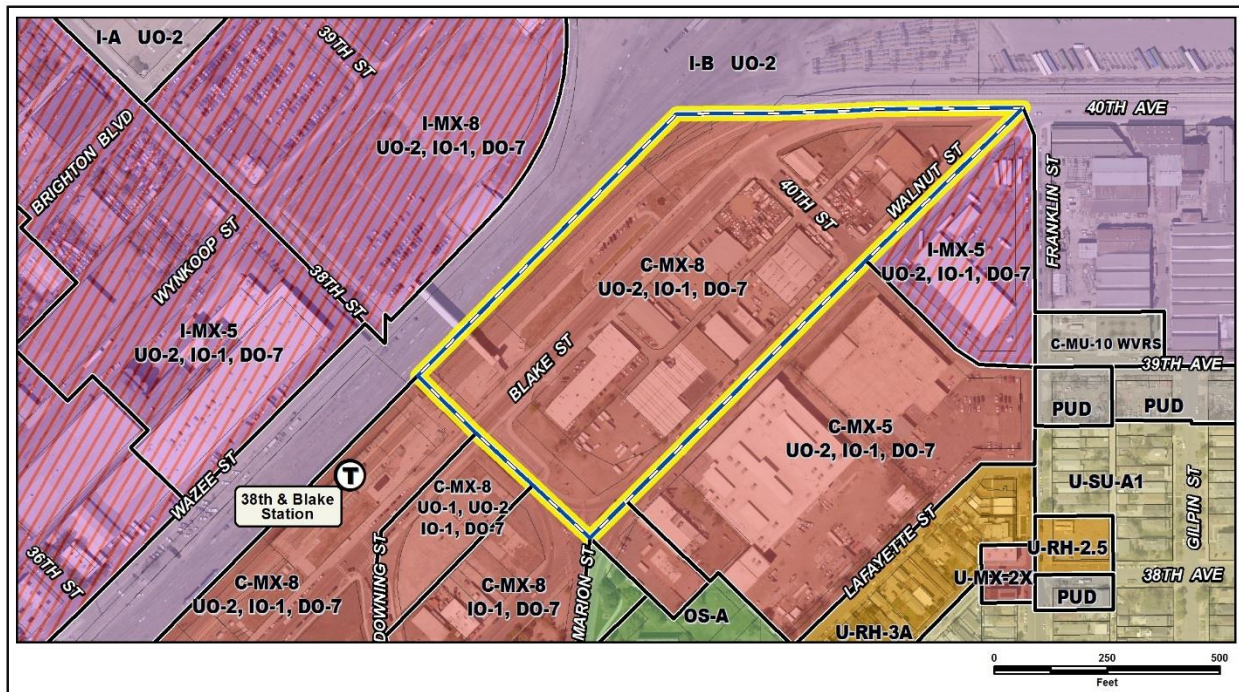 I-A UO-2
39TH ST
I-B UO-2
40TH AVE
I-MX-8
UO-2, IO-1, DO-7
BRIGHTON BLVD
WALNUT ST
40TH ST
FRANKLIN ST
WYNKOOP ST
38TH ST
C-MX-8
UO-2, IO-1, DO-7
I-MX-5
UO-2, IO-1, DO-7
I-MX-5
UO-2, IO-1, DO-7
C-MU-10 WVRS
39TH AVE
BLAKE ST
PUD
PUD
C-MX-5
UO-2, IO-1, DO-7
WAZEE ST
T
38th & Blake
Station
C-MX-8
UO-1, UO-2
IO-1, DO-7
U-SU-A1
GILPIN ST
LAFAYETTE ST
U-RH-2.5
36TH ST
C-MX-8
UO-2, IO-1, DO-7
DOWNING ST
C-MX-8
IO-1, DO-7
MARION ST
OS-A
U-MX-2X
38TH AVE
PUD
U-RH-3A
0 250 500
Feet